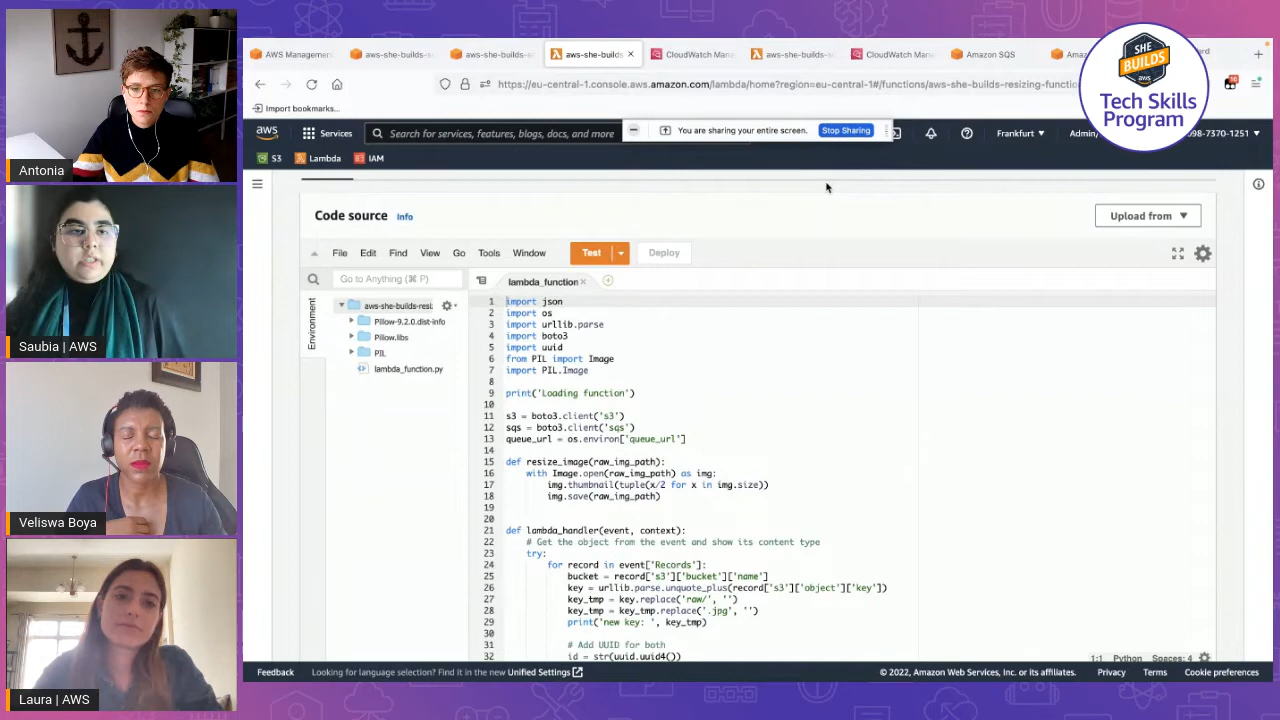 Antonia
Saubia | AWS
Veliswa Boya
Laura | AWS
SHE
BUILDS
aws
Tech Skills
Program
AWS Managemen
aws-she-builds-s
aws-she-builds-se
aws-she-builds
CloudWatch Mana
aws-she-builds-s
CloudWatch Man
Amazon SQS
Amaz
https://eu-central-1.console.aws.amazon.com/lambda/home?region=eu-central-1#/functions/aws-she-builds-resizing-functio
Import bookmarks...
aws
Services
Search for services, features, blogs, docs, and more
You are sharing your entire screen.
Stop Sharing
Frankfurt
Admin/
98-7370-1251
S3
Lambda
IAM
Code source
Info
Upload from
File Edit Find View Go Tools Window
Test
Deploy
Go to Anything (⌘ P)
lambda_function
Environment
aws-she-builds-resi
Pillow-9.2.0.dist-info
Pillow.libs
PIL
lambda_function.py
1 import json
2 import os
3 import urllib.parse
4 import boto3
5 import uuid
6 from PIL import Image
7 import PIL.Image
8
9 print('Loading function')
10
11 s3 = boto3.client('s3')
12 sqs = boto3.client('sqs')
13 queue_url = os.environ['queue_url']
14
15 def resize_image(raw_img_path):
16 with Image.open(raw_img_path) as img:
17 img.thumbnail(tuple(x/2 for x in img.size))
18 img.save(raw_img_path)
19
20
21 def lambda_handler(event, context):
22 # Get the object from the event and show its content type
23 try:
24 for record in event['Records']:
25 bucket = record['s3']['bucket']['name']
26 key = urllib.parse.unquote_plus(record['s3']['object']['key'])
27 key_tmp = key.replace('raw/', '')
28 key_tmp = key_tmp.replace('.jpg', '')
29 print('new key: ', key_tmp)
30
31 # Add UUID for both
32 id = str(uuid.uuid4())
1:1 Python Spaces: 4
Feedback
Looking for language selection? Find it in the new Unified Settings
© 2022, Amazon Web Services, Inc. or its affiliates.
Privacy
Terms
Cookie preferences